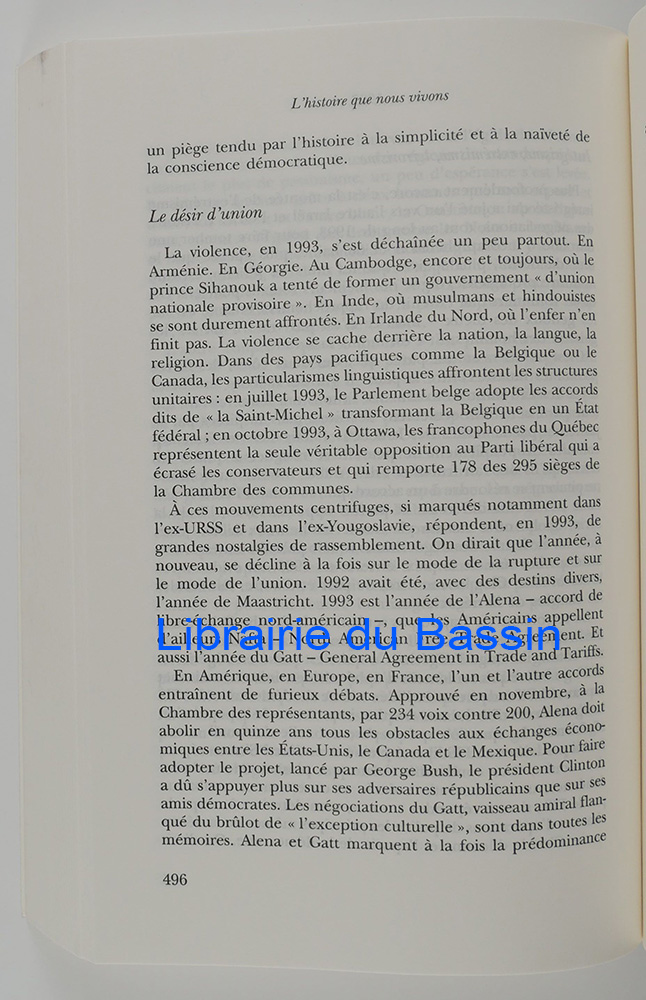 L'histoire que nous vivons
un piège tendu par l'histoire à la simplicité et à la naïveté de
la conscience démocratique.
Le désir d'union
La violence, en 1993, s'est déchaînée un peu partout. En
Arménie. En Géorgie. Au Cambodge, encore et toujours, où le
prince Sihanouk a tenté de former un gouvernement « d'union
nationale provisoire ». En Inde, où musulmans et hindouistes
se sont durement affrontés. En Irlande du Nord, où l'enfer n'en
finit pas. La violence se cache derrière la nation, la langue, la
religion. Dans des pays pacifiques comme la Belgique ou le
Canada, les particularismes linguistiques affrontent les structures
unitaires : en juillet 1993, le Parlement belge adopte les accords
dits de « la Saint-Michel » transformant la Belgique en un État
fédéral ; en octobre 1993, à Ottawa, les francophones du Québec
représentent la seule véritable opposition au Parti libéral qui a
écrasé les conservateurs et qui remporte 178 des 295 sièges de
la Chambre des communes.
À ces mouvements centrifuges, si marqués notamment dans
l'ex-URSS et dans l'ex-Yougoslavie, répondent, en 1993, de
grandes nostalgies de rassemblement. On dirait que l'année, à
nouveau, se décline à la fois sur le mode de la rupture et sur
le mode de l'union. 1992 avait été, avec des destins divers,
l'année de Maastricht. 1993 est l'année de l'Alena – accord de
libre-échange nord-américain –, que les Américains appellent
d'ailleurs Nafta – North American Free Trade Agreement. Et
Librairie du Bassin
aussi l'année du Gatt – General Agreement in Trade and Tariffs.
En Amérique, en Europe, en France, l'un et l'autre accords
entraînent de furieux débats. Approuvé en novembre, à la
Chambre des représentants, par 234 voix contre 200, Alena doit
abolir en quinze ans tous les obstacles aux échanges écono-
miques entre les États-Unis, le Canada et le Mexique. Pour faire
adopter le projet, lancé par George Bush, le président Clinton
a dû s'appuyer plus sur ses adversaires républicains que sur ses
amis démocrates. Les négociations du Gatt, vaisseau amiral flan-
qué du brûlot de « l'exception culturelle », sont dans toutes les
mémoires. Alena et Gatt marquent à la fois la prédominance
496